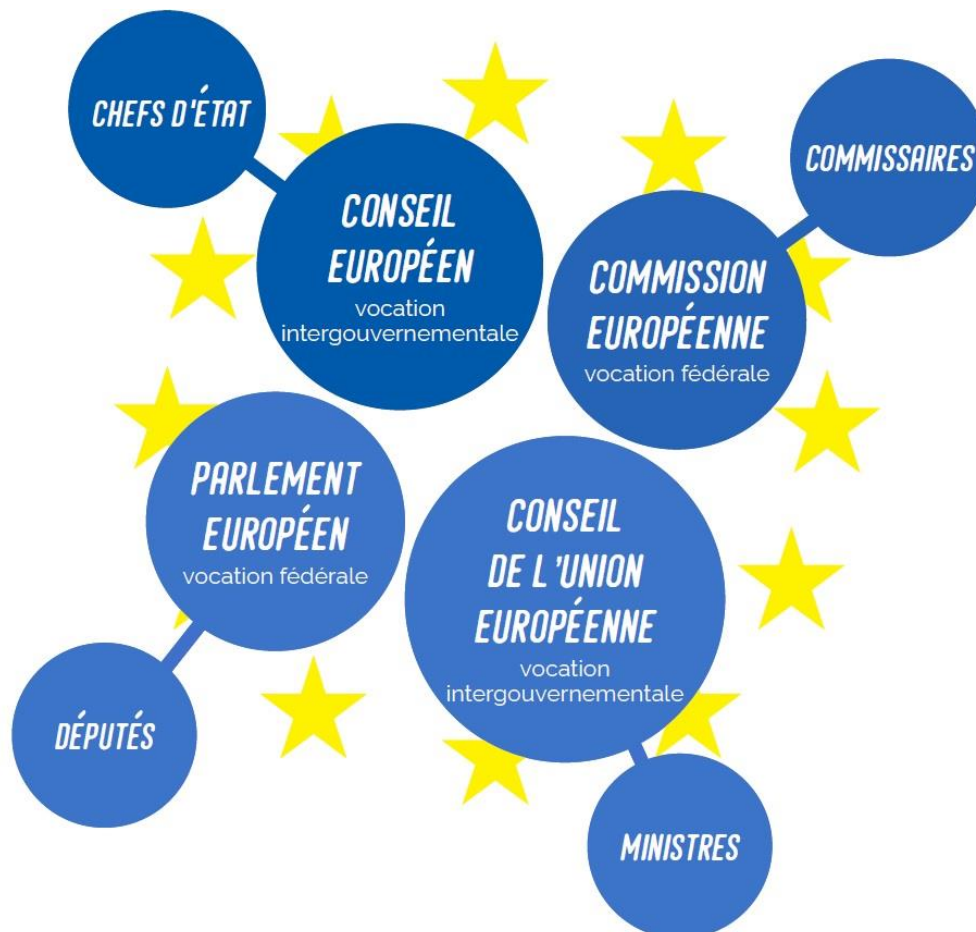 CHEFS D'ÉTAT
CONSEIL
EUROPÉEN
vocation
intergouvernementale
COMMISSAIRES
COMMISSION
EUROPÉENNE
vocation fédérale
PARLEMENT
EUROPÉEN
vocation fédérale
DÉPUTÉS
CONSEIL
DE L'UNION
EUROPÉENNE
vocation
intergouvernementale
MINISTRES